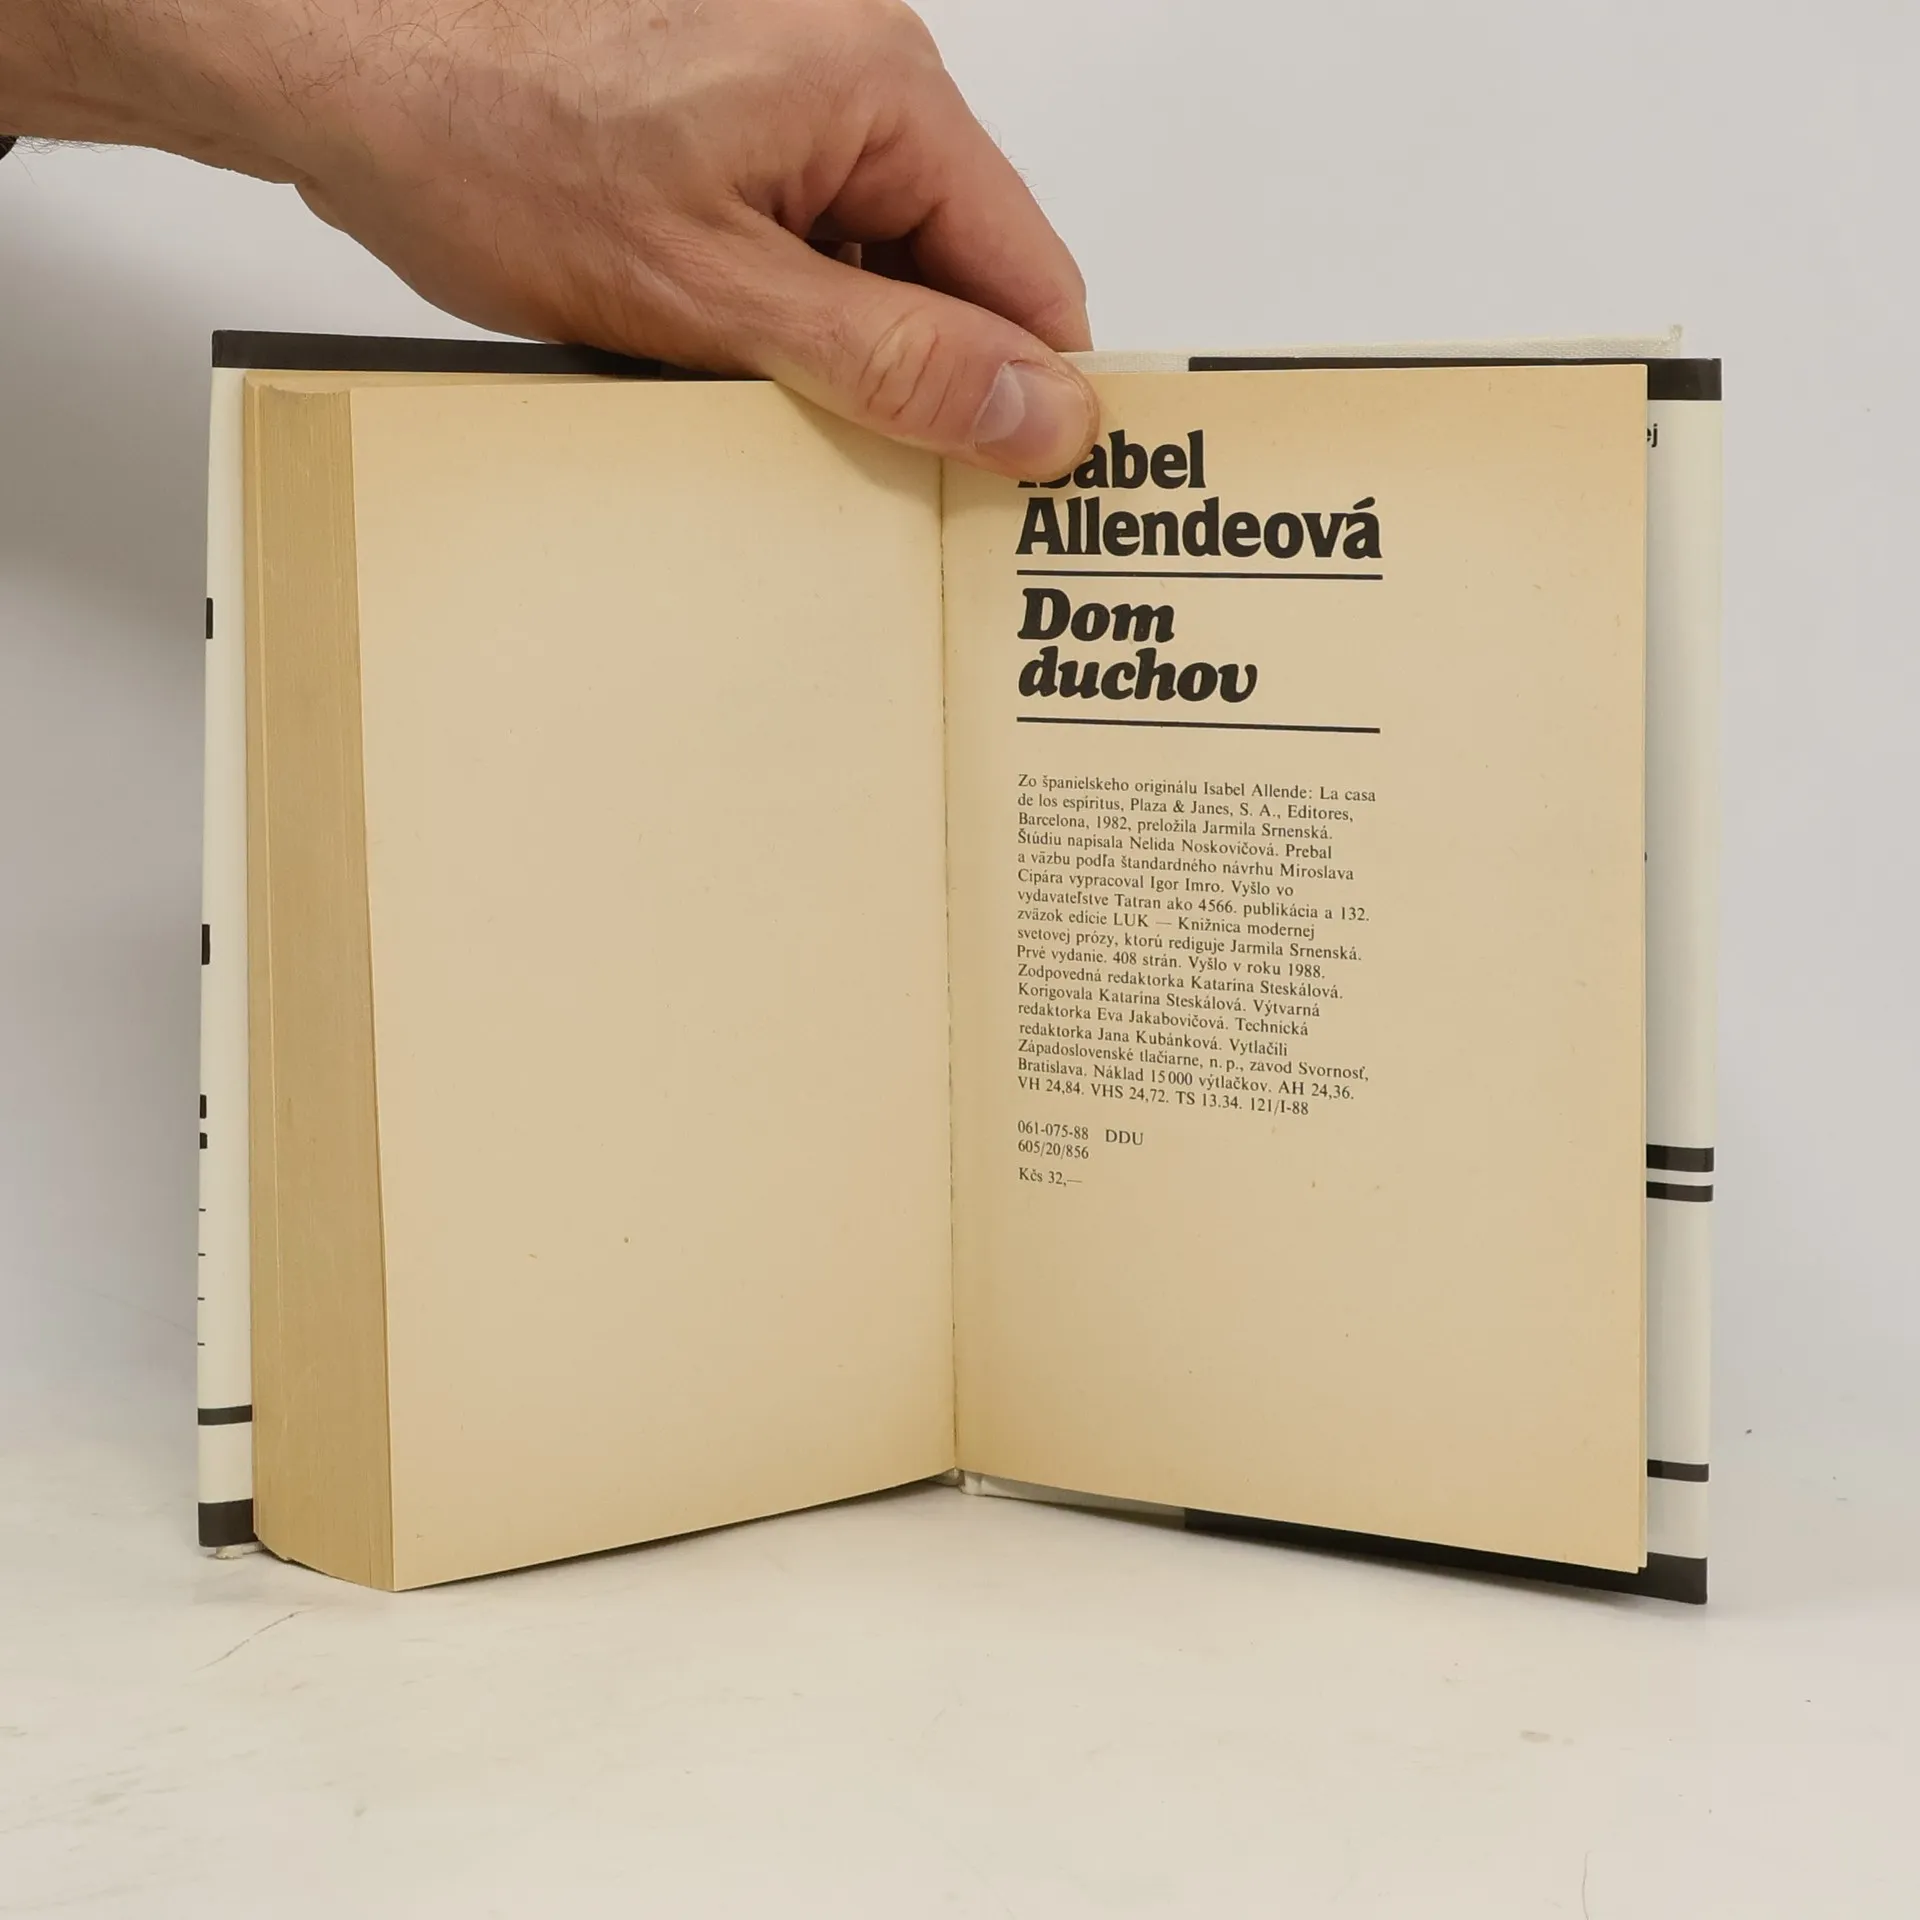 Isabel
Allendeová
Dom
duchov
Zo španielskeho originálu Isabel Allende: La casa
de los espíritus, Plaza & Janes, S. A., Editores,
Barcelona, 1982, preložila Jarmila Srnenská.
Štúdiu napísala Nelida Noskovičová. Prebal
a väzbu podľa štandardného návrhu Miroslava
Cipára vypracoval Igor Imro. Vyšlo vo
vydavateľstve Tatran ako 4566. publikácia a 132.
zväzok edície LUK — Knižnica modernej
svetovej prózy, ktorú rediguje Jarmila Srnenská.
Prvé vydanie. 408 strán. Vyšlo v roku 1988.
Zodpovedná redaktorka Katarína Steskálová.
Korigovala Katarína Steskálová. Výtvarná
redaktorka Eva Jakabovičová. Technická
redaktorka Jana Kubánková. Vytlačili
Západoslovenské tlačiarne, n. p., závod Svornosť,
Bratislava. Náklad 15 000 výtlačkov. AH 24,36.
VH 24,84. VHS 24,72. TS 13.34. 121/I-88
061-075-88 DDU
605/20/856
Kčs 32,—